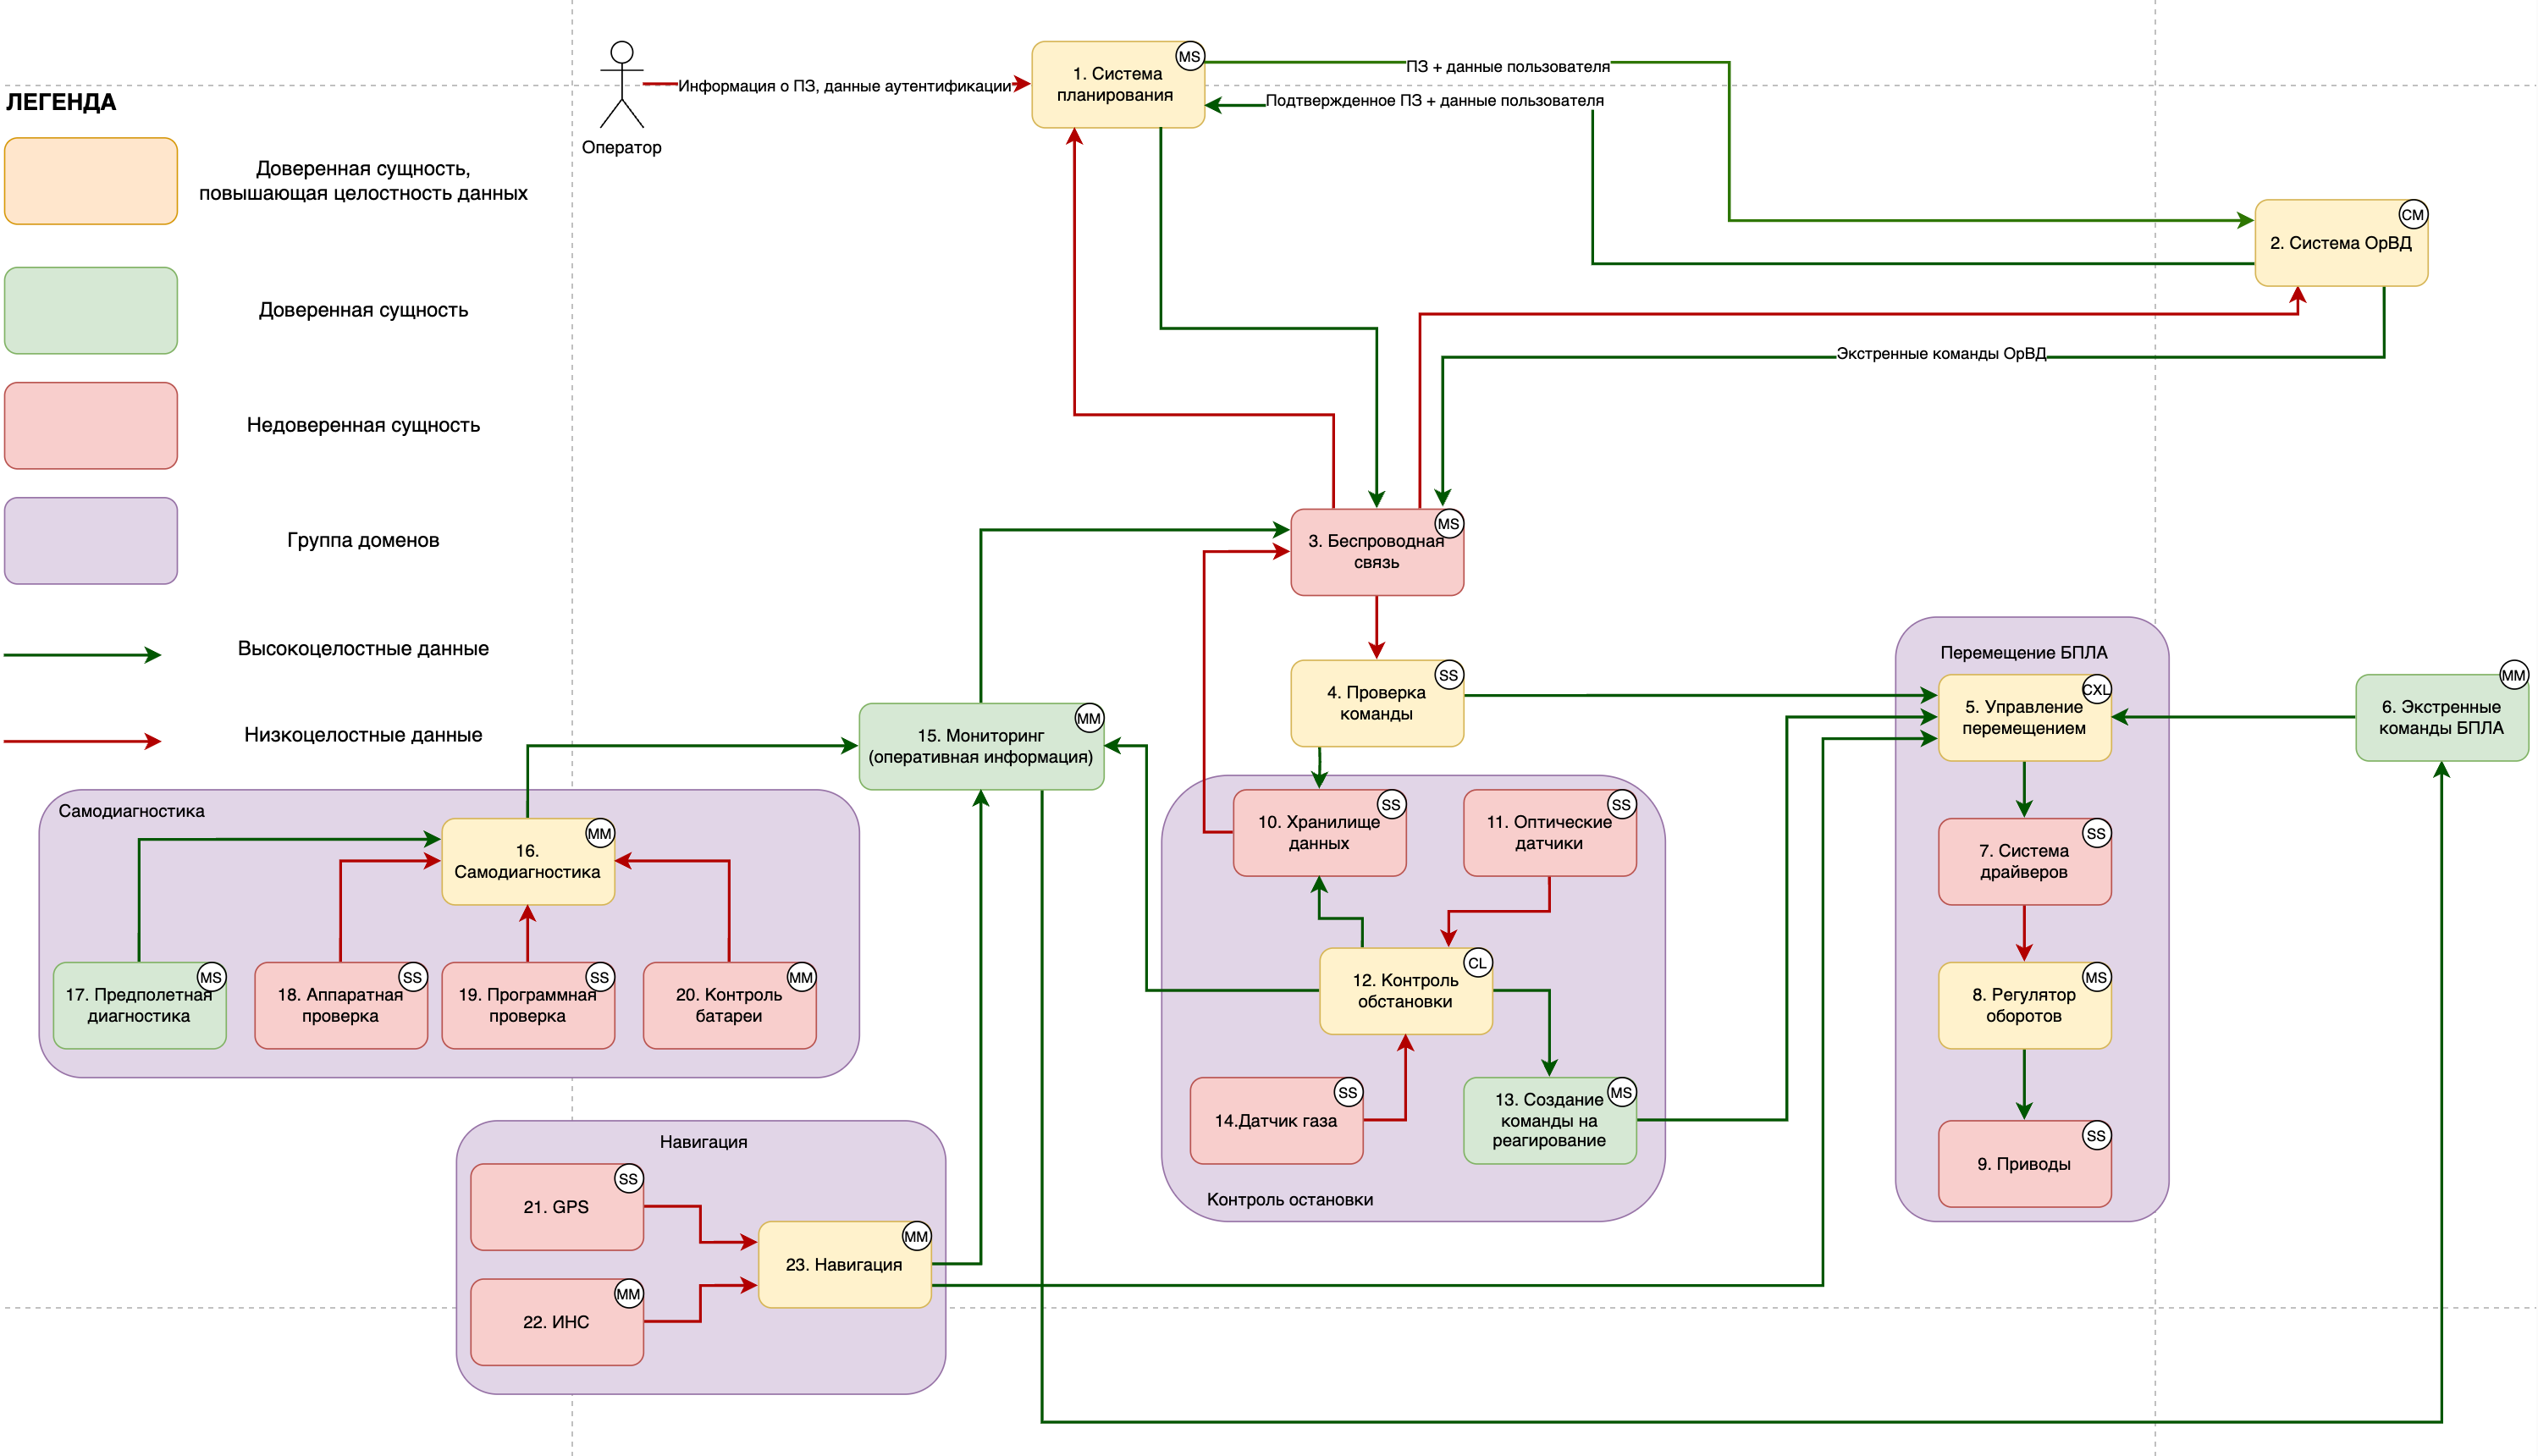 ЛЕГЕНДА
Доверенная сущность,
повышающая целостность данных
Доверенная сущность
Недоверенная сущность
Группа доменов
Высокоцелостные данные
Низкоцелостные данные
Оператор
Информация о ПЗ, данные аутентификации
MS
1. Система
планирования
ПЗ + данные пользователя
Подтвержденное ПЗ + данные пользователя
CM
2. Система ОрВД
Экстренные команды ОрВД
MS
3. Беспроводная
связь
SS
4. Проверка
команды
Перемещение БПЛА
CXL
5. Управление
перемещением
MM
6. Экстренные
команды БПЛА
SS
7. Система
драйверов
MS
8. Регулятор
оборотов
SS
9. Приводы
SS
10. Хранилище
данных
SS
11. Оптические
датчики
CL
12. Контроль
обстановки
MS
13. Создание
команды на
реагирование
SS
14.Датчик газа
Контроль остановки
MM
15. Мониторинг
(оперативная информация)
Самодиагностика
MM
16.
Самодиагностика
MS
17. Предполетная
диагностика
SS
18. Аппаратная
проверка
SS
19. Программная
проверка
MM
20. Контроль
батареи
Навигация
SS
21. GPS
MM
22. ИНС
MM
23. Навигация